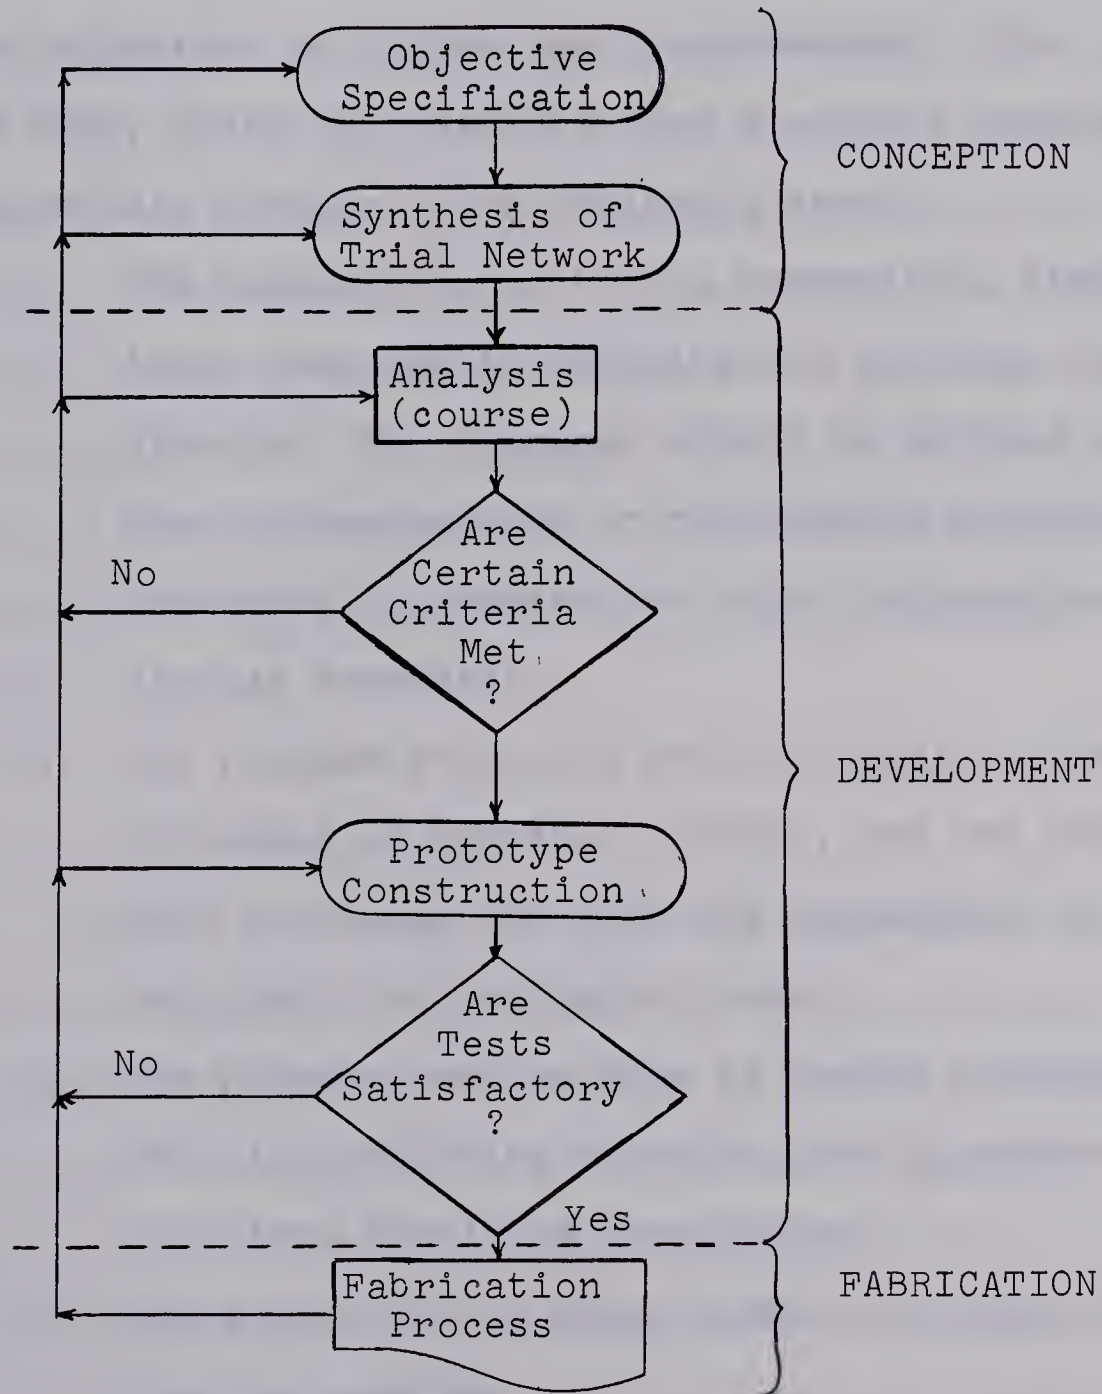 Objective
Specification
CONCEPTION
Synthesis of
Trial Network
Analysis
(course)
Are
Certain
Criteria
Met
?
No
DEVELOPMENT
Prototype
Construction
Are
Tests
Satisfactory
?
No
Yes
FABRICATION
Fabrication
Process